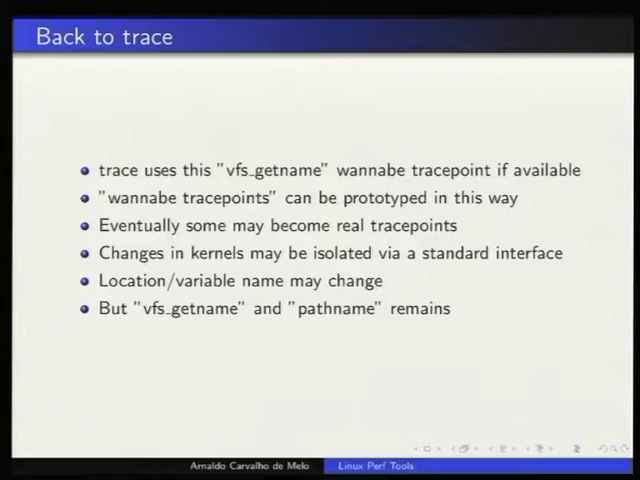 Back to trace
trace uses this "vfs_getname" wannabe tracepoint if available
"wannabe tracepoints" can be prototyped in this way
Eventually some may become real tracepoints
Changes in kernels may be isolated via a standard interface
Location/variable name may change
But "vfs_getname" and "pathname" remains
Arnaldo Carvalho de Melo
Linux Perf Tools